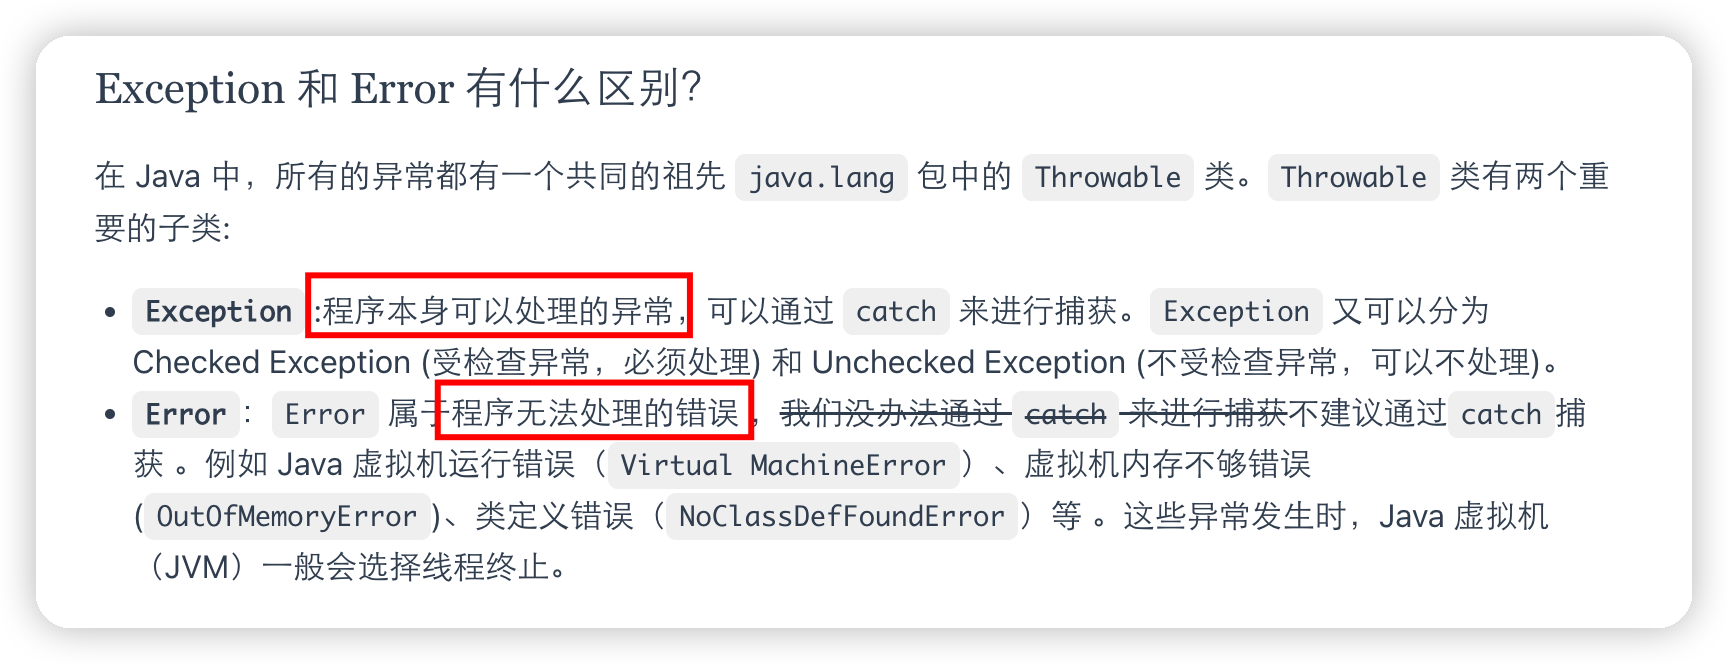 Exception 和 Error 有什么区别?
在 Java 中，所有的异常都有一个共同的祖先 java.lang 包中的 Throwable 类。Throwable 类有两个重
要的子类:
• Exception :程序本身可以处理的异常，可以通过 catch 来进行捕获。Exception 又可以分为
Checked Exception (受检查异常，必须处理) 和 Unchecked Exception (不受检查异常，可以不处理)。
• Error： Error 属于程序无法处理的错误 ，我们没办法通过 catch 来进行捕获不建议通过catch捕
获 。例如 Java 虚拟机运行错误（Virtual MachineError）、虚拟机内存不够错误
(OutOfMemoryError)、类定义错误（NoClassDefFoundError）等 。这些异常发生时，Java 虚拟机
（JVM）一般会选择线程终止。